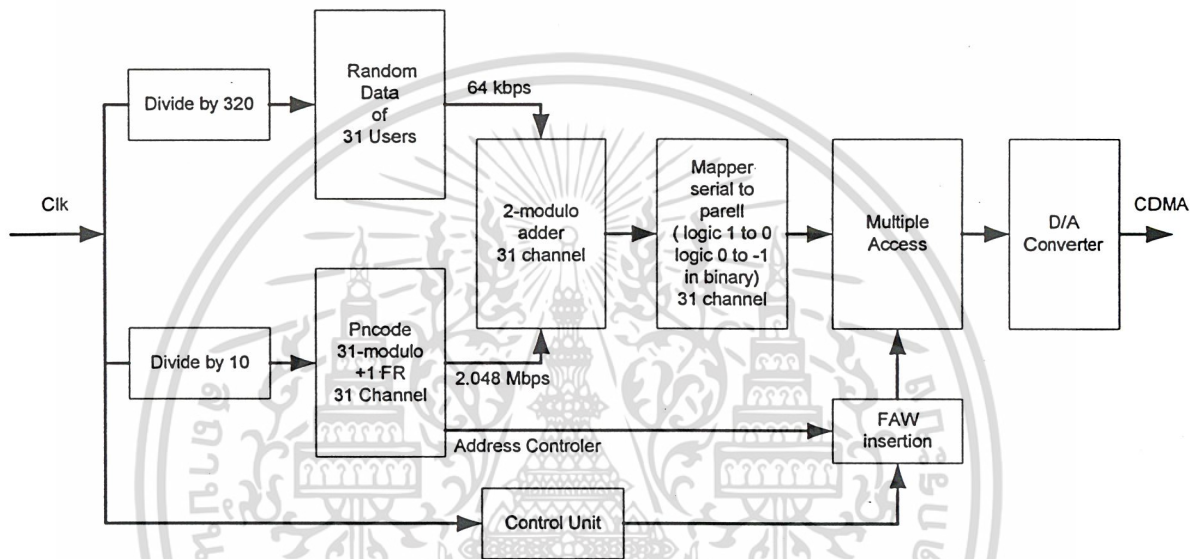 Random
Data
of
31 Users
Divide by 320
64 kbps
Clk
2-modulo
adder
31 channel
Mapper
serial to
parell
( logic 1 to 0
logic 0 to -1
in binary)
31 channel
Multiple
Access
D/A
Converter
CDMA
Divide by 10
Pncode
31-modulo
+1 FR
31 Channel
2.048 Mbps
Address Controler
FAW
insertion
Control Unit